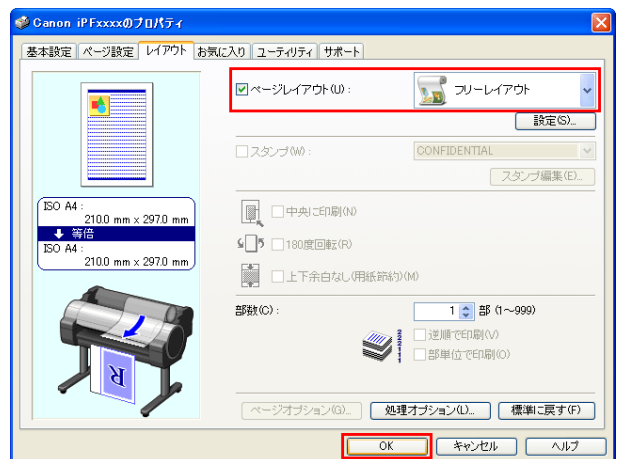 Canon iPFxxxxのプロパティ
基本設定 ページ設定 レイアウト お気に入り ユーティリティ サポート
ページレイアウト(U) : フリーレイアウト
設定(S)...
スタンプ(W) : CONFIDENTIAL
スタンプ編集(E)...
ISO A4 :
210.0 mm x 297.0 mm
等倍
ISO A4 :
210.0 mm x 297.0 mm
中央に印刷(N)
180度回転(R)
上下余白なし(用紙節約)(M)
部数(C) : 1 部 (1～999)
逆順で印刷(V)
部単位で印刷(O)
2 2 1 1 1
R
ページオプション(G)... 処理オプション(L)... 標準に戻す(F)
OK キャンセル ヘルプ